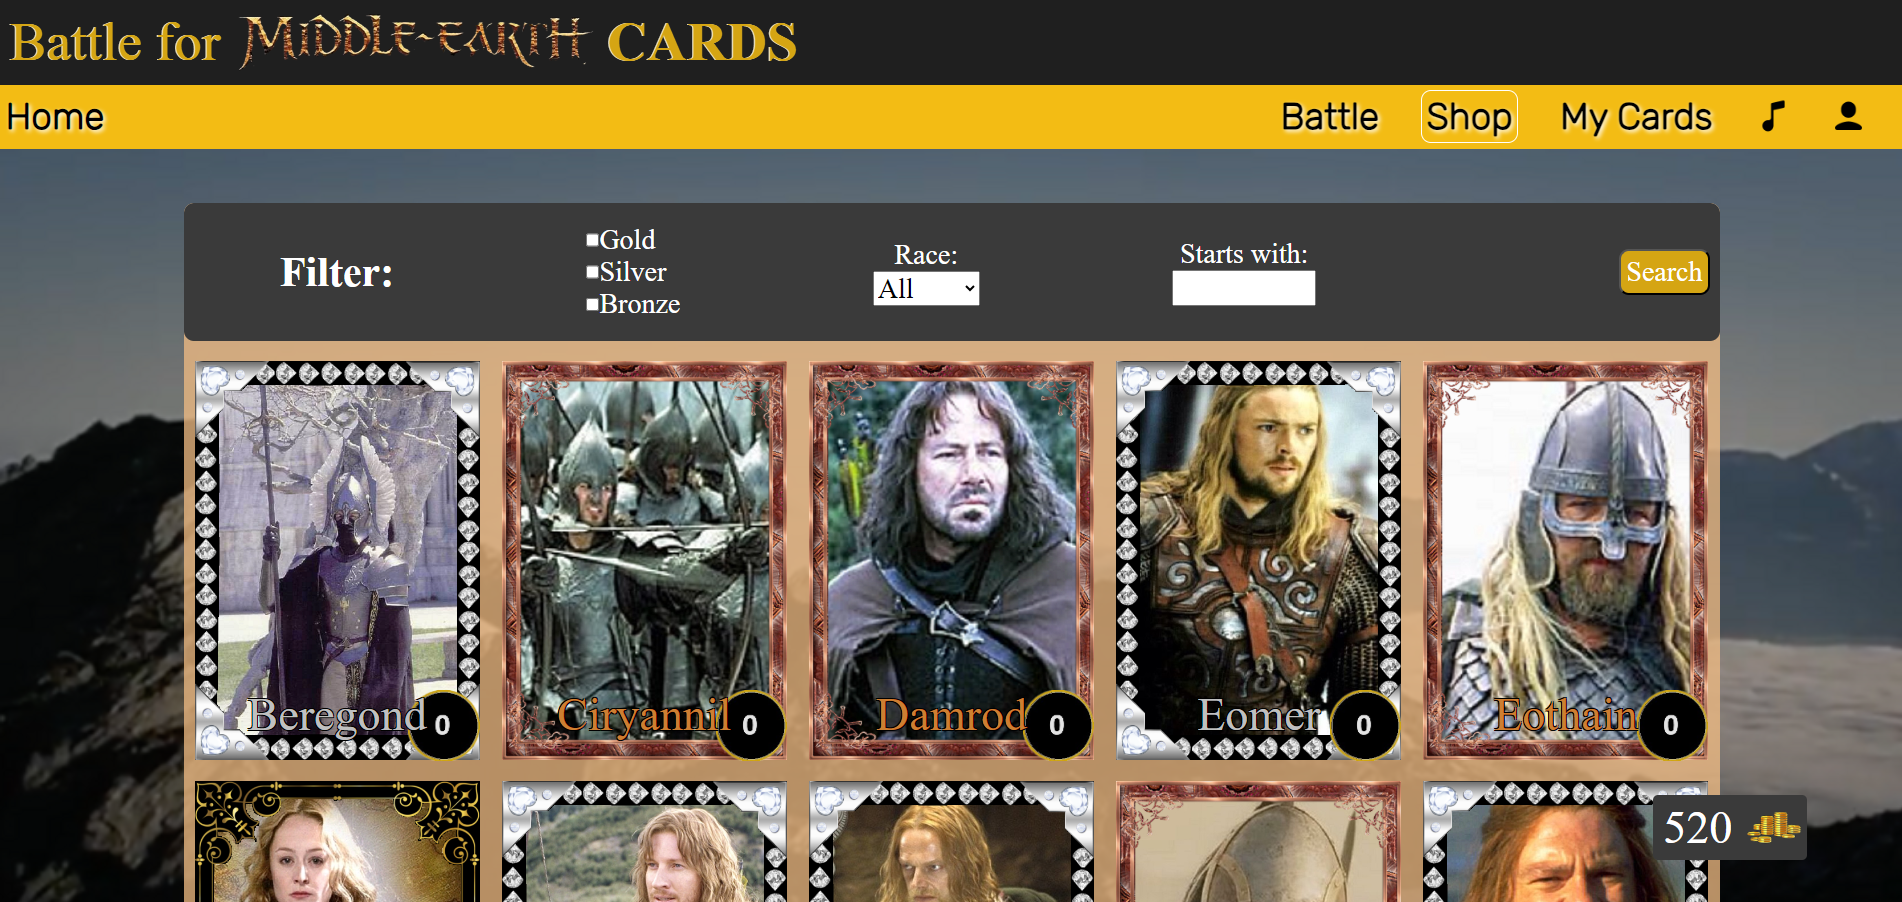 Battle for MIDDLE-EARTH CARDS
Home
Battle
Shop
My Cards
Filter:
Gold
Silver
Bronze
Race:
All
Starts with:
Search
Beregond 0
Ciryannil 0
Damrod 0
Eomer 0
Eothain 0
520